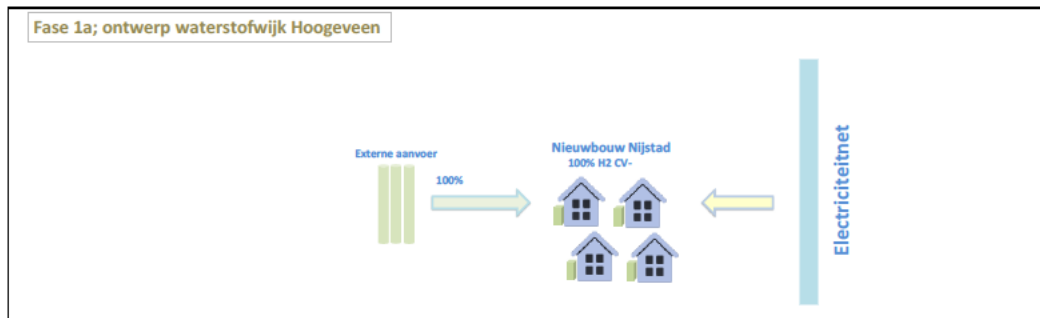 Fase 1a; ontwerp waterstofwijk Hoogeveen
Externe aanvoer
100%
Nieuwbouw Nijstad
100% H2 CV-
Electriciteitnet